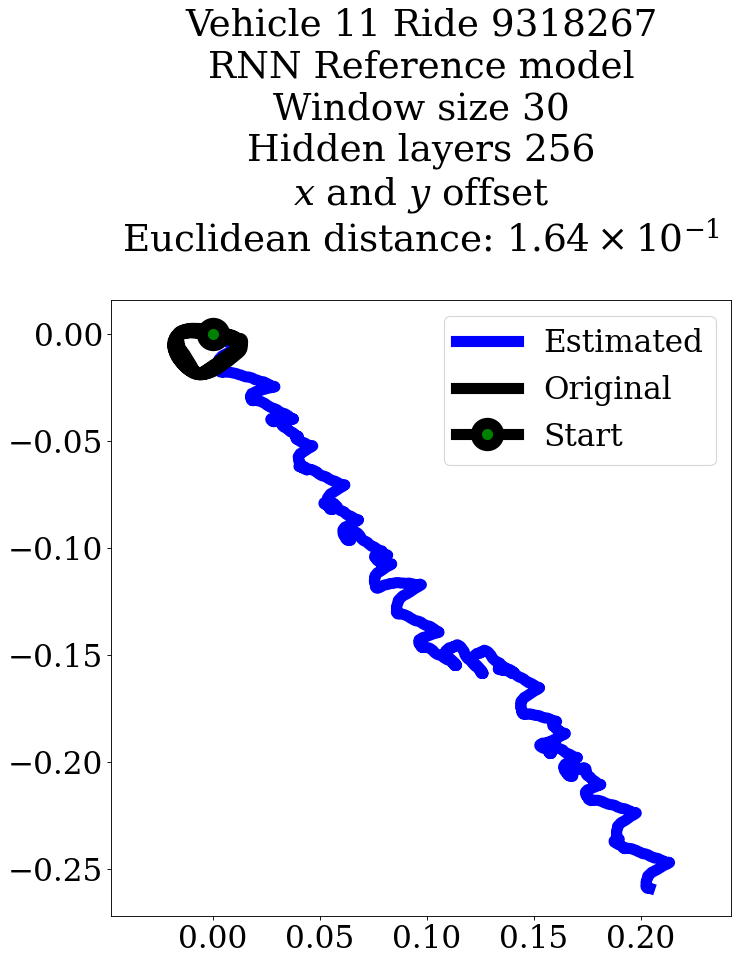 Vehicle 11 Ride 9318267
RNN Reference model
Window size 30
Hidden layers 256
x and y offset
Euclidean distance: 1.64 × 10⁻¹
Estimated
Original
Start
0.00
−0.05
−0.10
−0.15
−0.20
−0.25
0.00 0.05 0.10 0.15 0.20